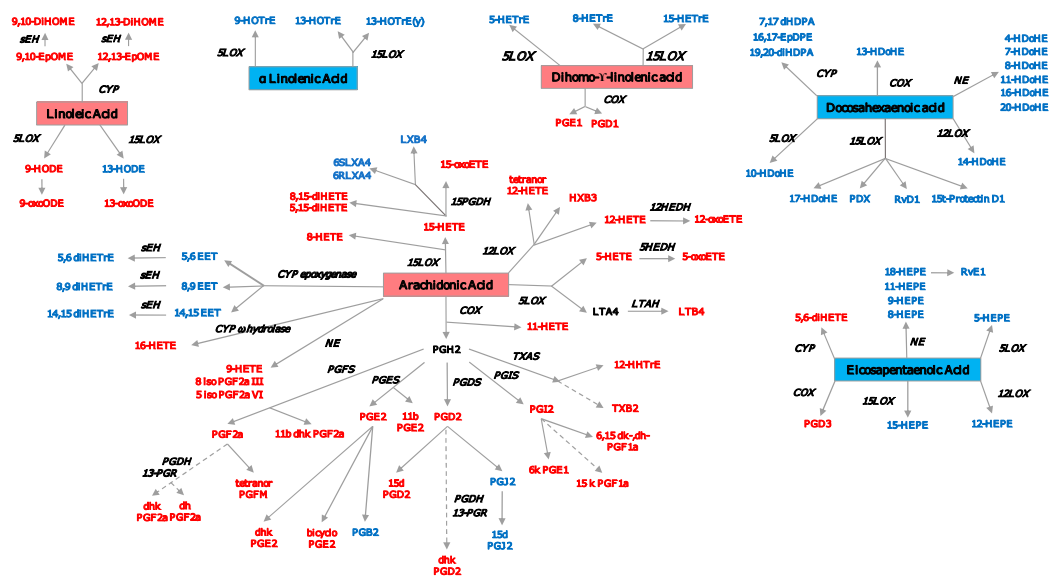 9,10-DiHOME
12,13-DiHOME
sEH
sEH
9,10-EpOME
12,13-EpOME
CYP
Linoleic Acid
5LOX
15LOX
9-HODE
13-HODE
9-oxoODE
13-oxoODE
9-HOTrE
13-HOTrE
13-HOTrE(γ)
5LOX
15LOX
α Linolenic Acid
5-HETrE
8-HETrE
15-HETrE
5LOX
15LOX
Dihomo-ϒ-linolenic acid
COX
PGE1
PGD1
7,17 dHDPA
16,17-EpDPE
19,20-diHDPA
13-HDoHE
4-HDoHE
7-HDoHE
8-HDoHE
11-HDoHE
16-HDoHE
20-HDoHE
CYP
COX
NE
Docosahexaenoic acid
5LOX
15LOX
12LOX
10-HDoHE
14-HDoHE
17-HDoHE
PDX
RvD1
15t-Protectin D1
LXB4
6SLXA4
6RLXA4
15-oxoETE
8,15-diHETE
5,15-diHETE
15PGDH
15-HETE
8-HETE
15LOX
tetranor
12-HETE
HXB3
12-HETE
12HEDH
12-oxoETE
12LOX
5-HETE
5HEDH
5-oxoETE
5LOX
LTA4
LTAH
LTB4
5,6 diHETrE
sEH
5,6 EET
8,9 diHETrE
sEH
8,9 EET
14,15 diHETrE
sEH
14,15 EET
CYP epoxygenase
Arachidonic Acid
CYP ω hydrolase
16-HETE
COX
11-HETE
NE
9-HETE
8 iso PGF2a III
5 iso PGF2a VI
PGH2
PGFS
PGES
PGDS
PGIS
TXAS
12-HHTrE
TXB2
PGF2a
11b dhk PGF2a
PGE2
11b
PGE2
PGD2
PGI2
6,15 dk-,dh-
PGF1a
6k PGE1
15 k PGF1a
PGDH
13-PGR
dhk
PGF2a
dh
PGF2a
tetranor
PGFM
dhk
PGE2
bicyclo
PGE2
PGB2
15d
PGD2
PGJ2
PGDH
13-PGR
15d
PGJ2
dhk
PGD2
18-HEPE
RvE1
11-HEPE
9-HEPE
8-HEPE
5,6-diHETE
5-HEPE
CYP
NE
5LOX
Eicosapentaenoic Acid
COX
15LOX
12LOX
PGD3
15-HEPE
12-HEPE